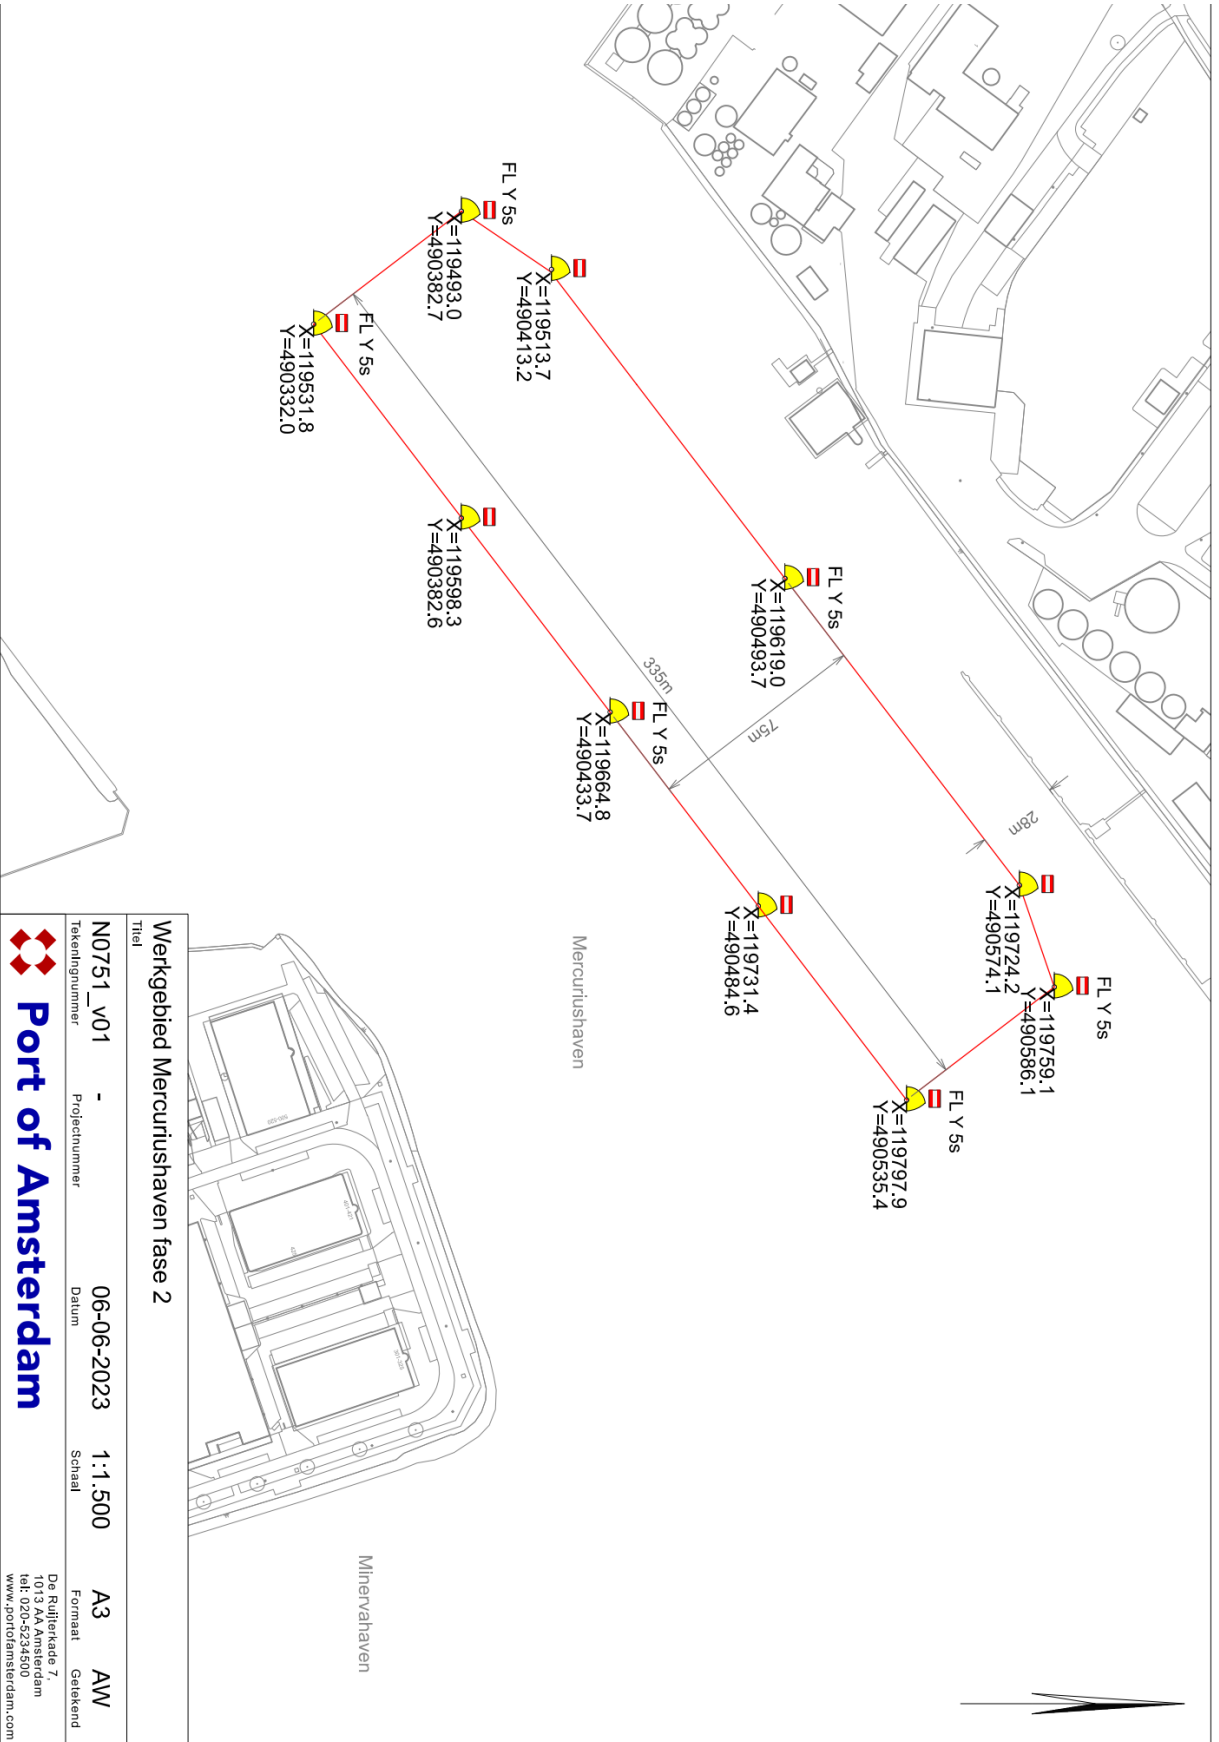 FL Y 5s
X=119493.0
Y=490382.7
X=119513.7
Y=490413.2
FL Y 5s
X=119531.8
Y=490332.0
X=119598.3
Y=490382.6
FL Y 5s
X=119619.0
Y=490493.7
FL Y 5s
X=119664.8
Y=490433.7
335m
75m
28m
X=119724.2
Y=490574.1
FL Y 5s
X=119759.1
Y=490586.1
X=119731.4
Y=490484.6
FL Y 5s
X=119797.9
Y=490535.4
Mercuriushaven
Minervahaven
401-421
Werkgebied Mercuriushaven fase 2
Titel
N0751_v01 - 06-06-2023 1:1.500 A3 AW
Tekeningnummer Projectnummer Datum Schaal Formaat Getekend
Port of Amsterdam
De Ruijterkade 7,
1013 AA Amsterdam
tel: 020-5234500
www.portofamsterdam.com